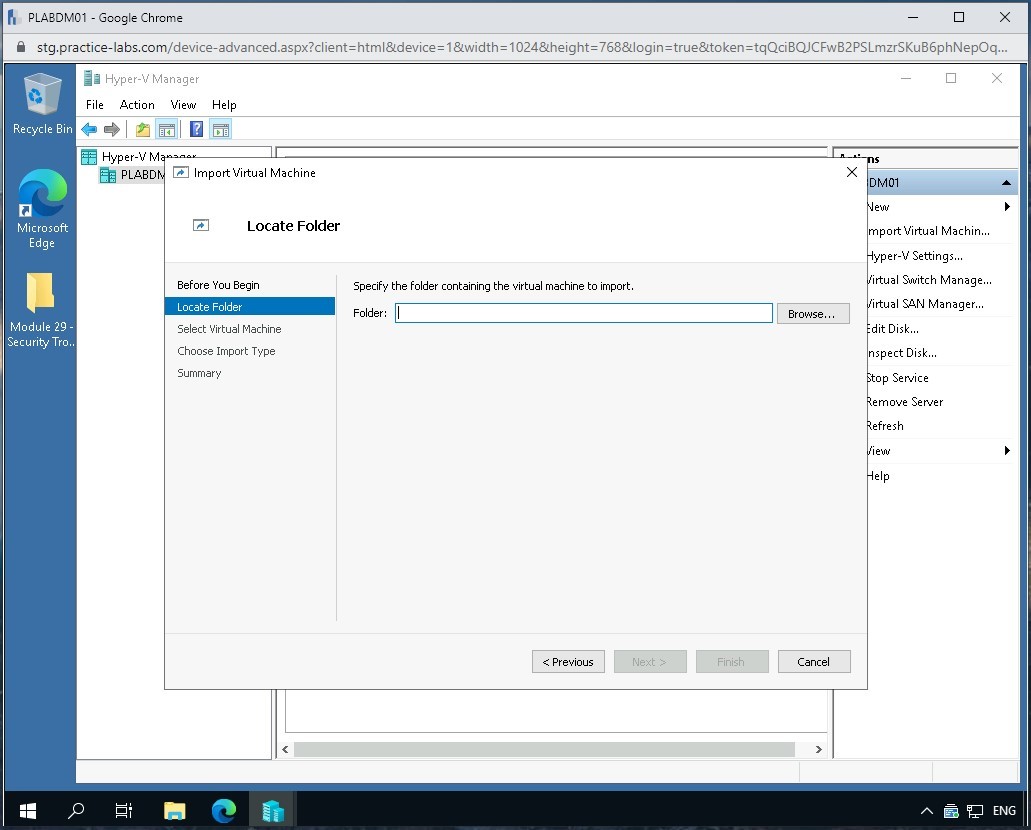 PLABDM01 - Google Chrome
stg.practice-labs.com/device-advanced.aspx?client=html&device=1&width=1024&height=768&login=true&token=tqQciBQJCFwB2PSLmzrSKuB6phNepOq...
Recycle Bin
Microsoft
Edge
Module 29 -
Security Tro...
Hyper-V Manager
File Action View Help
Hyper-V Manager
PLABDM
Import Virtual Machine
Locate Folder
Before You Begin
Locate Folder
Select Virtual Machine
Choose Import Type
Summary
Specify the folder containing the virtual machine to import.
Folder:
Browse...
< Previous
Next >
Finish
Cancel
Actions
DM01
New
Import Virtual Machin...
Hyper-V Settings...
Virtual Switch Manage...
Virtual SAN Manager...
Edit Disk...
Inspect Disk...
Stop Service
Remove Server
Refresh
View
Help
ENG